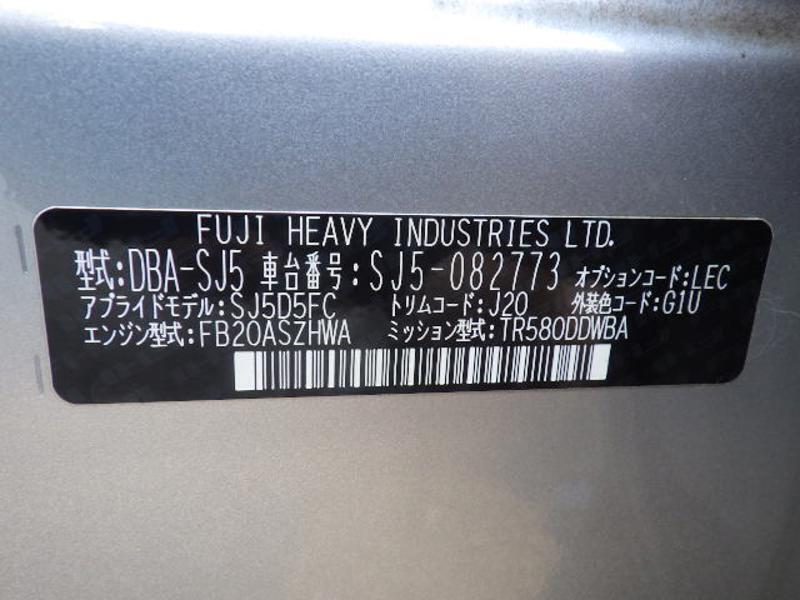 FUJI HEAVY INDUSTRIES LTD.
型式:DBA-SJ5 車台番号:SJ5-082773 オプションコード:LEC
アプライドモデル:SJ5D5FC トリムコード:J20 外装色コード:G1U
エンジン型式:FB20ASZHWA ミッション型式:TR580DDWBA